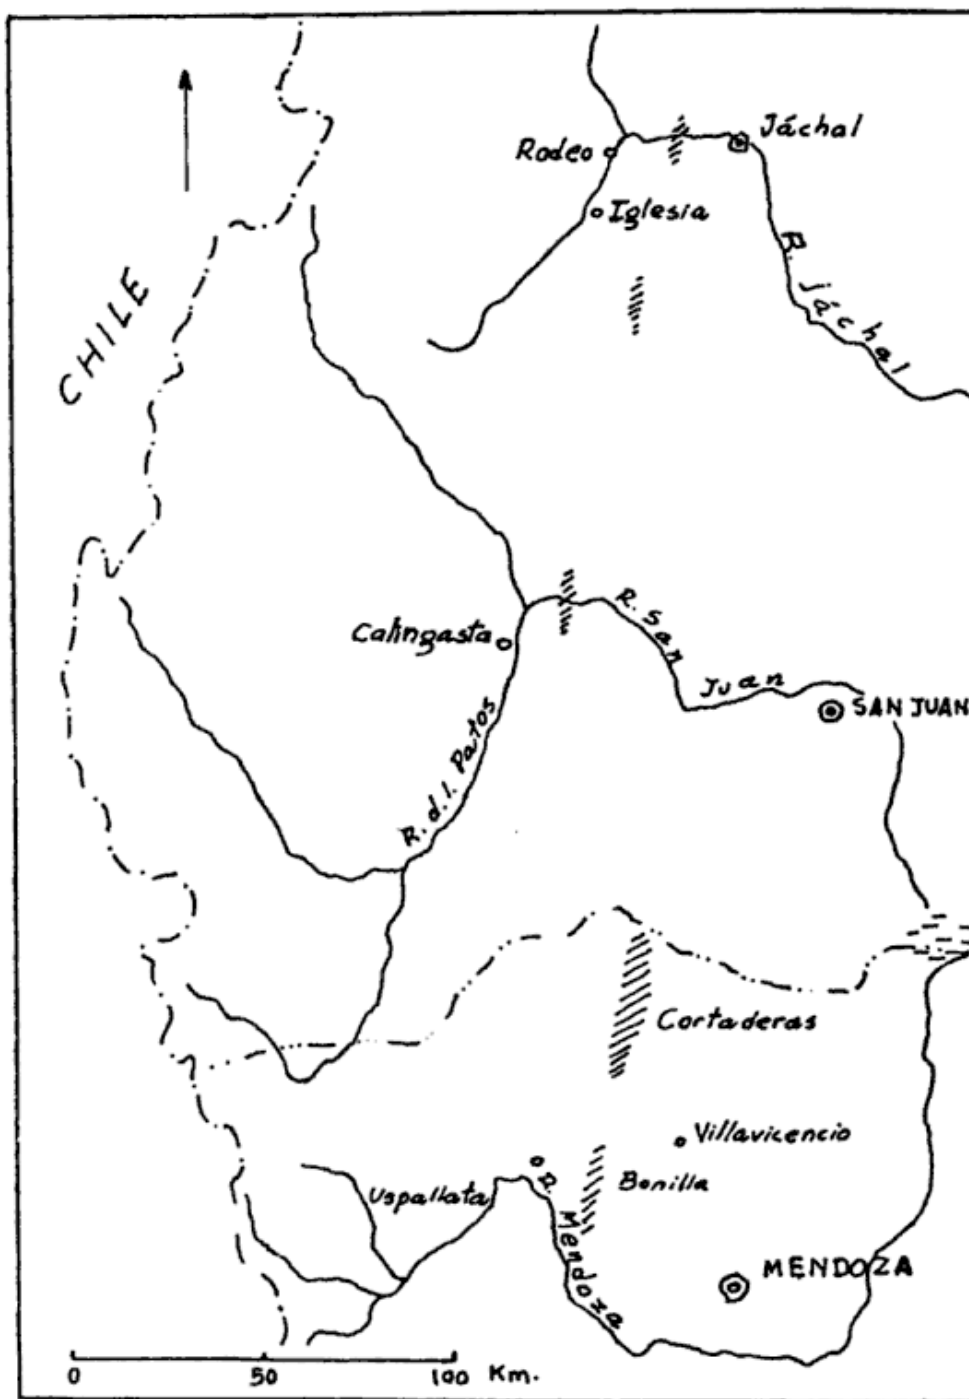 Jáchal
Rodeo
Iglesia
R. Jáchal
CHILE
R. San Juan
Calingasta
SAN JUAN
R. d. l. Patos
Cortaderas
Villavicencio
Bonilla
Uspallata
R. Mendoza
MENDOZA
0 50 100 Km.